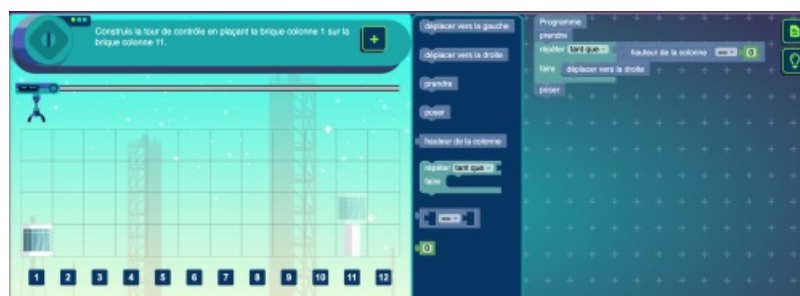 Construis la tour de contrôle en plaçant la brique colonne 1 sur la
brique colonne 11.
+
1 2 3 4 5 6 7 8 9 10 11 12
déplacer vers la gauche
déplacer vers la droite
prendre
poser
hauteur de la colonne
répéter tant que
faire
==
0
Programme
prendre
répéter tant que hauteur de la colonne == 0
faire déplacer vers la droite
poser